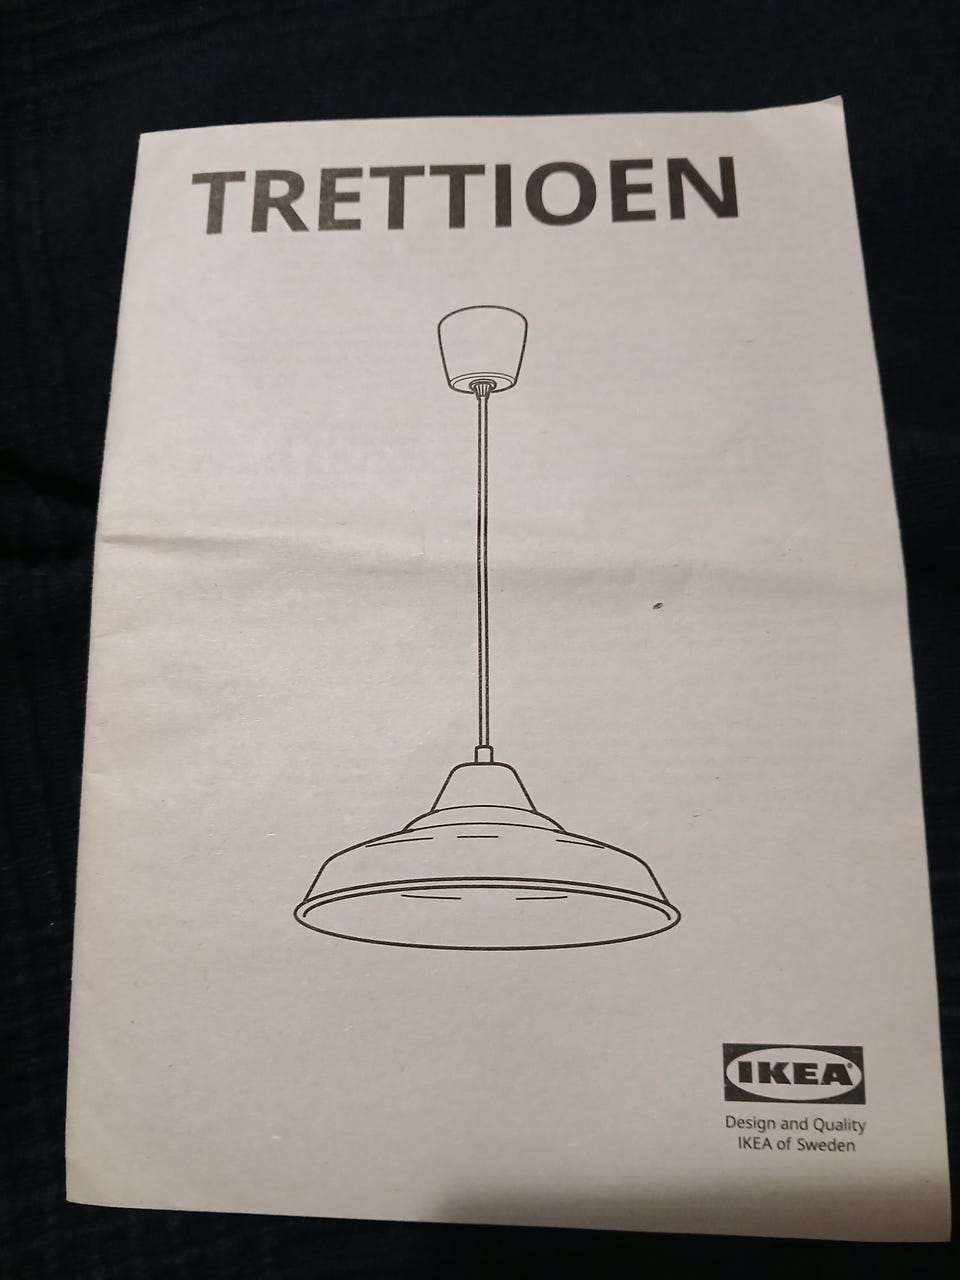 TRETTIOEN
IKEA®
Design and Quality
IKEA of Sweden